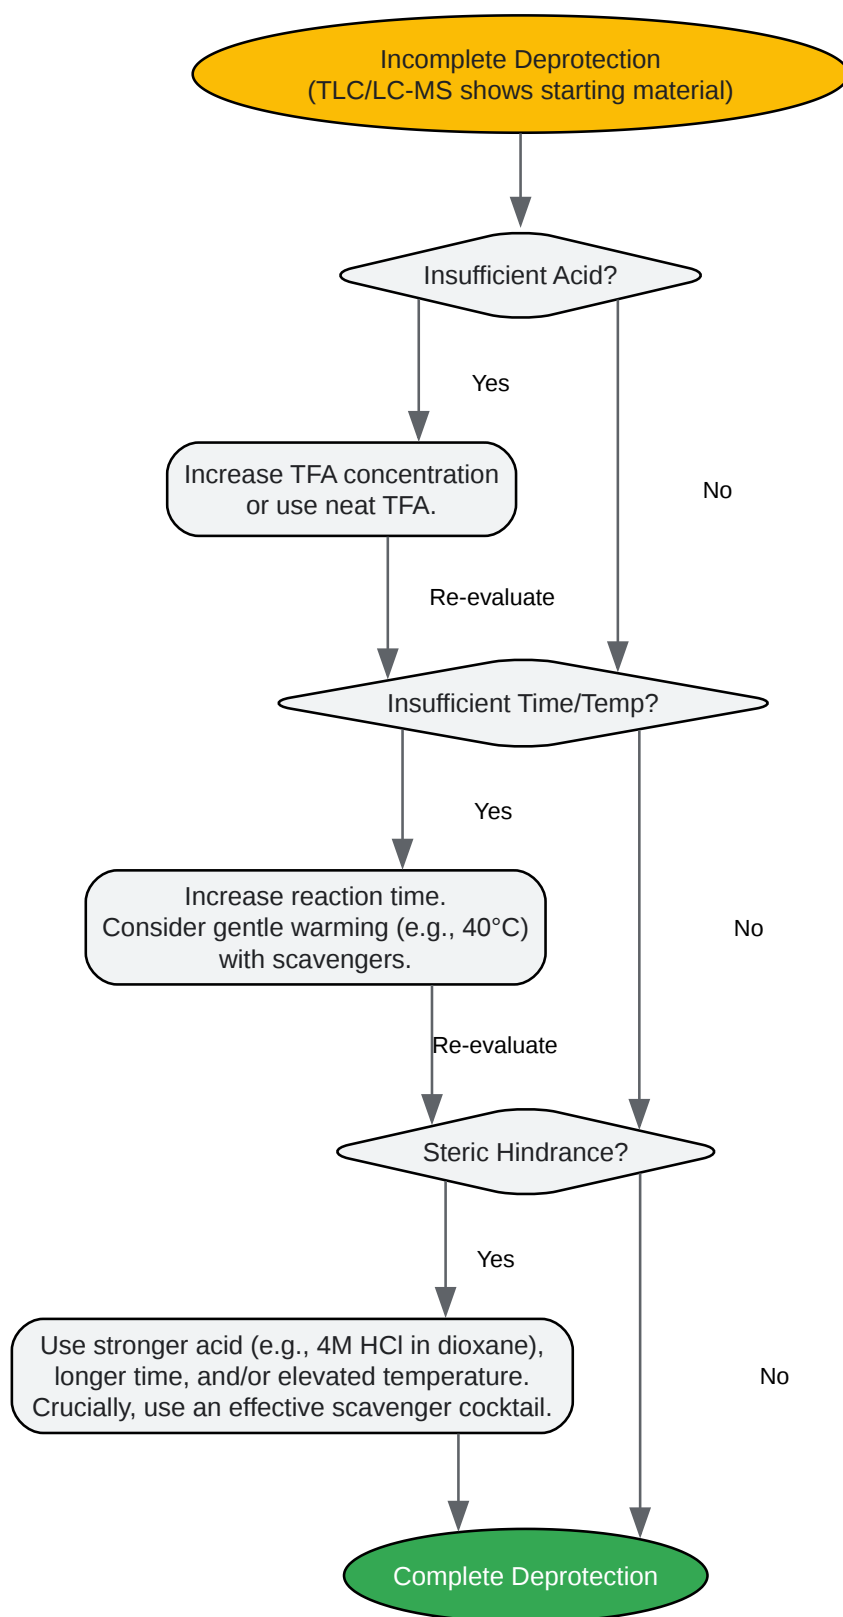 Incomplete Deprotection
(TLC/LC-MS shows starting material)
Insufficient Acid?
Yes
Increase TFA concentration
or use neat TFA.
No
Re-evaluate
Insufficient Time/Temp?
Yes
Increase reaction time.
Consider gentle warming (e.g., 40°C)
with scavengers.
No
Re-evaluate
Steric Hindrance?
Yes
Use stronger acid (e.g., 4M HCl in dioxane),
longer time, and/or elevated temperature.
Crucially, use an effective scavenger cocktail.
No
Complete Deprotection